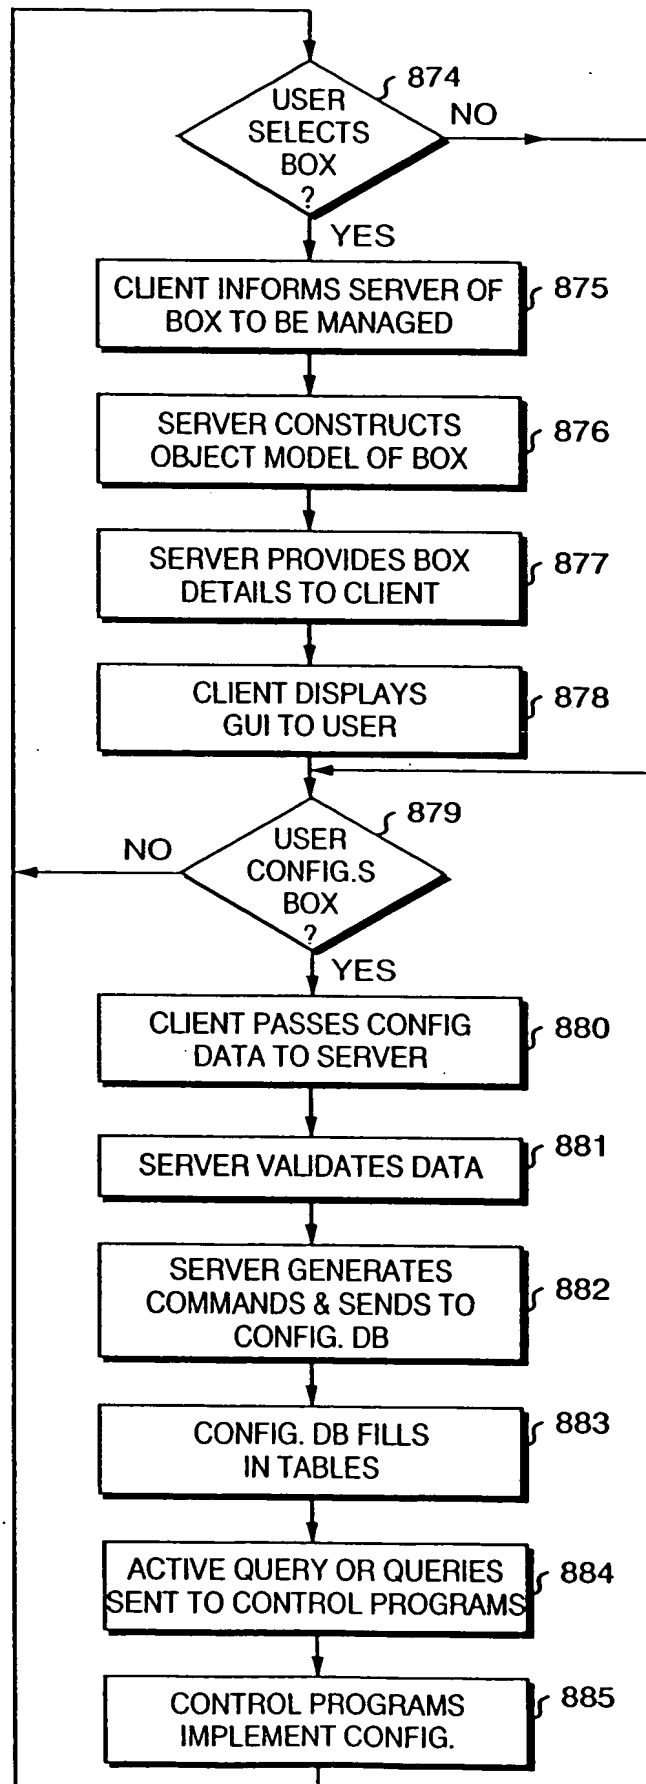 874
USER
SELECTS
BOX
?
NO
YES
CLIENT INFORMS SERVER OF
BOX TO BE MANAGED
875
SERVER CONSTRUCTS
OBJECT MODEL OF BOX
876
SERVER PROVIDES BOX
DETAILS TO CLIENT
877
CLIENT DISPLAYS
GUI TO USER
878
879
USER
CONFIG.S
BOX
?
NO
YES
CLIENT PASSES CONFIG
DATA TO SERVER
880
SERVER VALIDATES DATA
881
SERVER GENERATES
COMMANDS & SENDS TO
CONFIG. DB
882
CONFIG. DB FILLS
IN TABLES
883
ACTIVE QUERY OR QUERIES
SENT TO CONTROL PROGRAMS
884
CONTROL PROGRAMS
IMPLEMENT CONFIG.
885